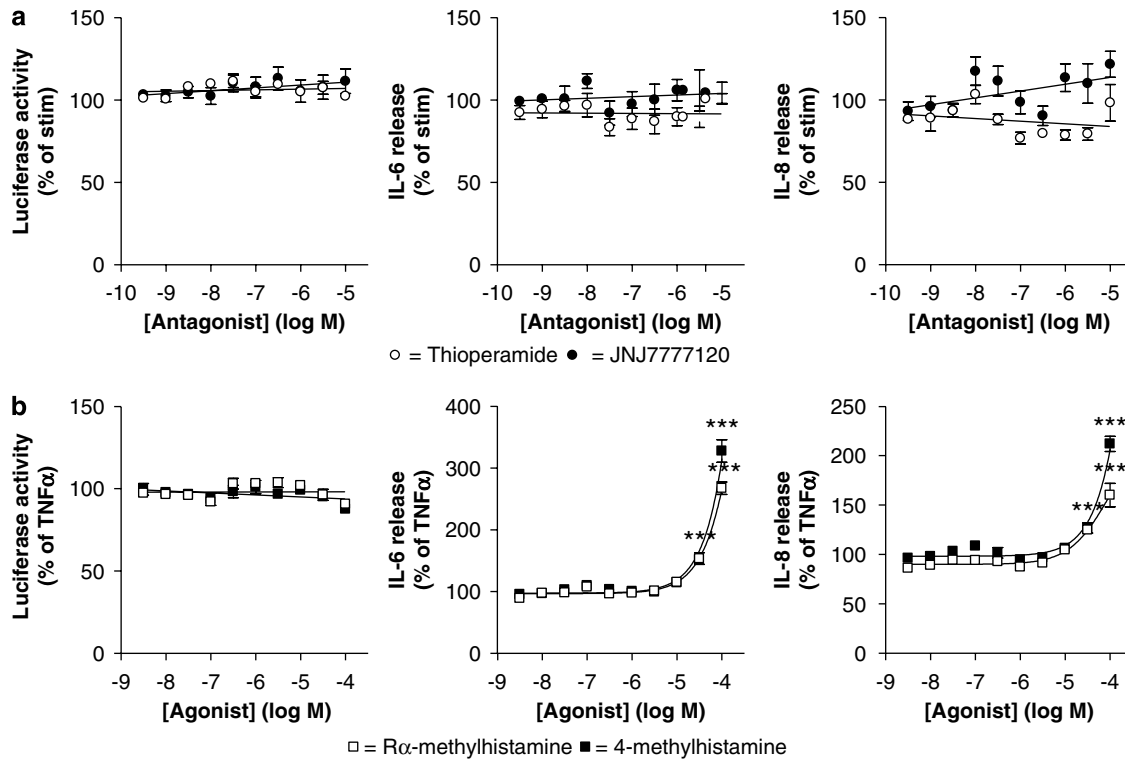 a
Luciferase activity
(% of stim)
150
100
50
0
-10 -9 -8 -7 -6 -5
[Antagonist] (log M)
IL-6 release
(% of stim)
150
100
50
0
-10 -9 -8 -7 -6 -5
[Antagonist] (log M)
IL-8 release
(% of stim)
150
100
50
0
-10 -9 -8 -7 -6 -5
[Antagonist] (log M)
○ = Thioperamide ● = JNJ7777120
b
Luciferase activity
(% of TNFα)
150
100
50
0
-9 -8 -7 -6 -5 -4
[Agonist] (log M)
IL-6 release
(% of TNFα)
400
300
200
100
0
***
***
***
-9 -8 -7 -6 -5 -4
[Agonist] (log M)
IL-8 release
(% of TNFα)
250
200
150
100
50
0
***
***
***
-9 -8 -7 -6 -5 -4
[Agonist] (log M)
□ = Rα-methylhistamine ■ = 4-methylhistamine